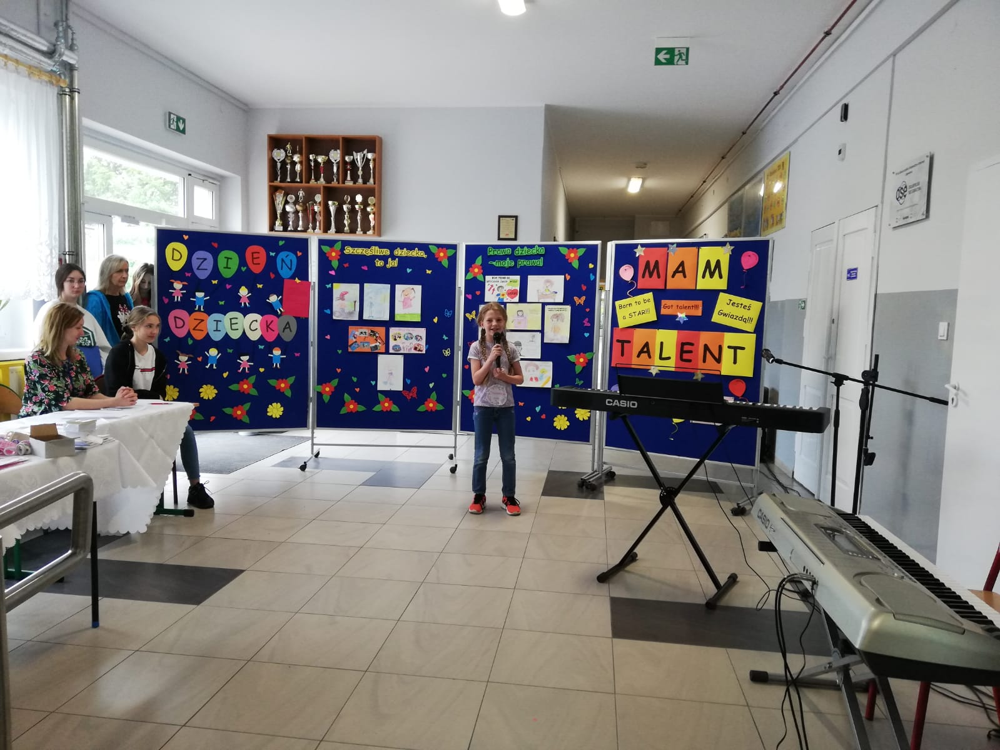 DZIEŃ
DZIECKA
Szczęśliwe dziecko,
to ja!
Prawa dziecka
-moje prawa!
MAM
Born to be
a STAR!!!
Got talent!!!
Jesteś
Gwiazdą!!!
TALENT
CASIO
CASIO
OSE